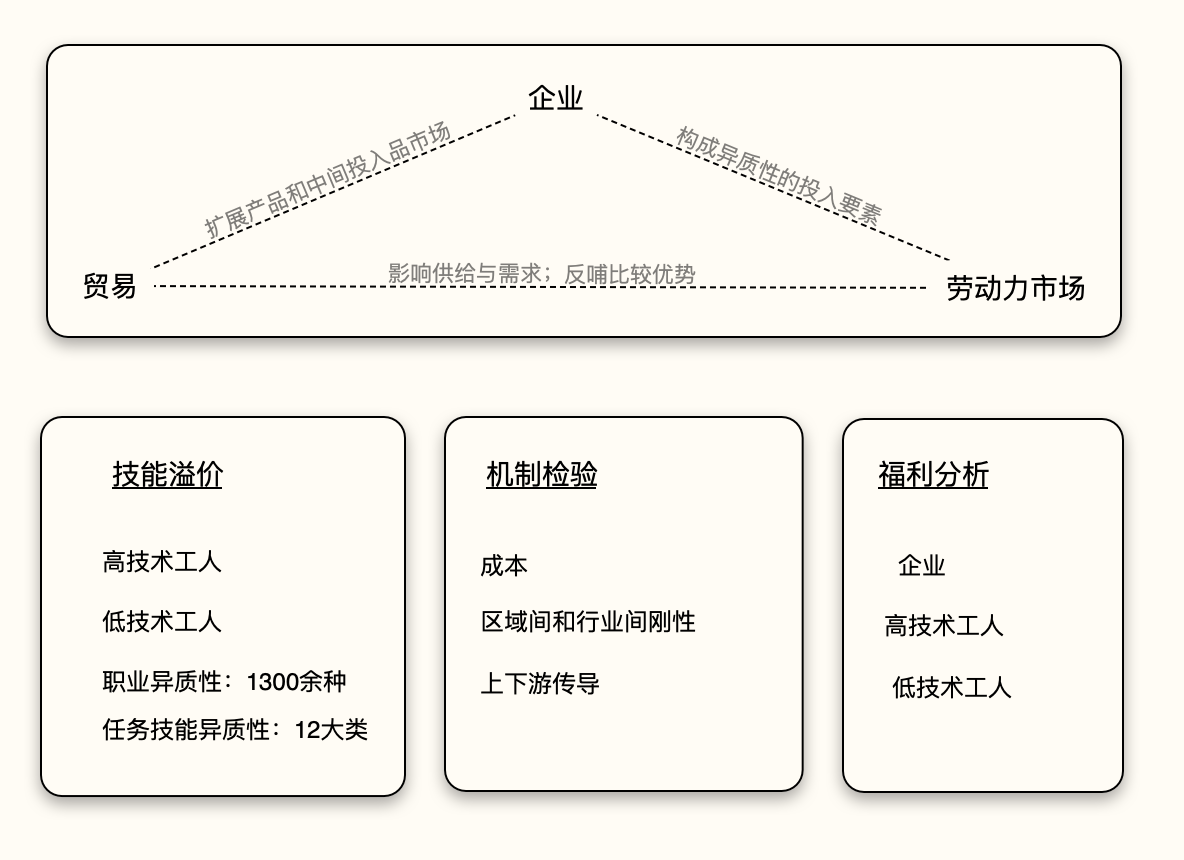 企业
扩展产品和中间投入品市场
构成异质性的投入要素
影响供给与需求；反哺比较优势
贸易
劳动力市场
技能溢价
高技术工人
低技术工人
职业异质性：1300余种
任务技能异质性：12大类
机制检验
成本
区域间和行业间刚性
上下游传导
福利分析
企业
高技术工人
低技术工人